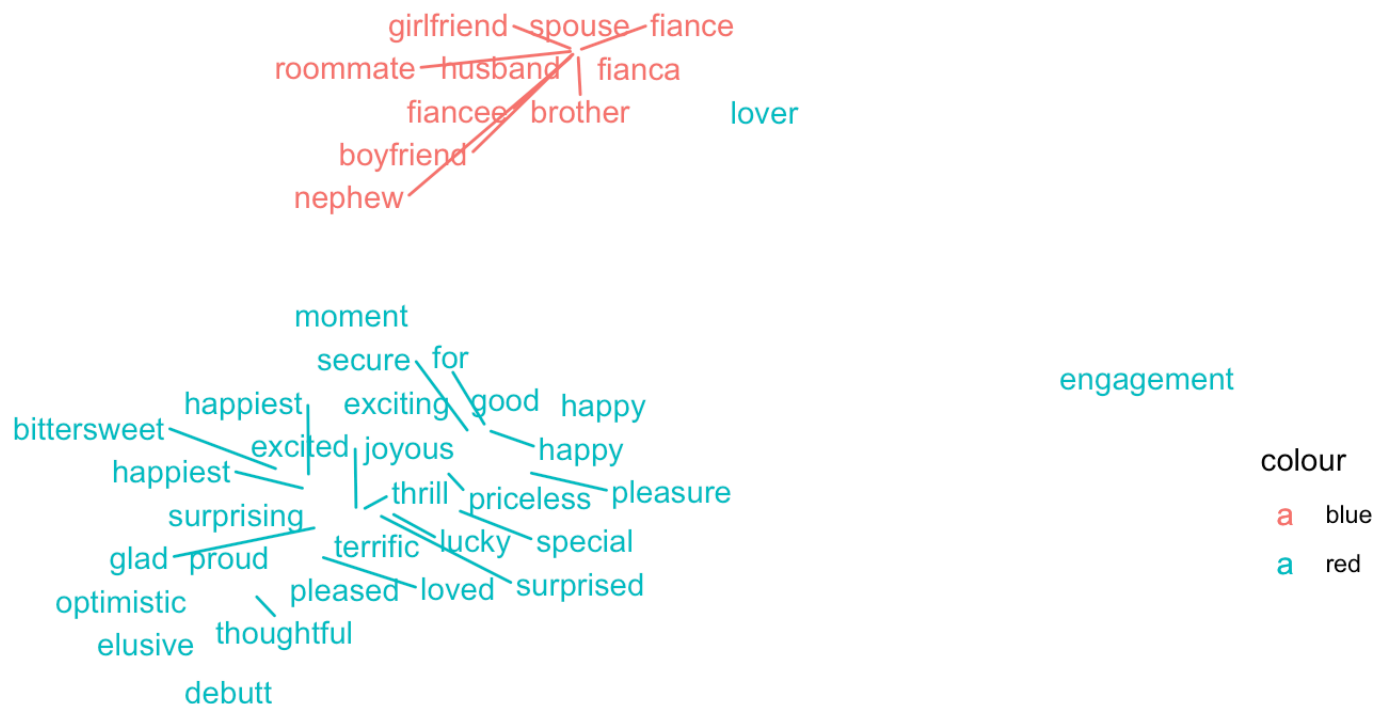 girlfriend spouse fiance
roommate husband fianca
fiancee brother lover
boyfriend
nephew
moment
secure for
engagement
happiest exciting good happy
bittersweet
excited joyous happy
colour
happiest thrill priceless pleasure
surprising a blue
glad proud terrific lucky special
a red
optimistic pleased loved surprised
elusive thoughtful
debutt